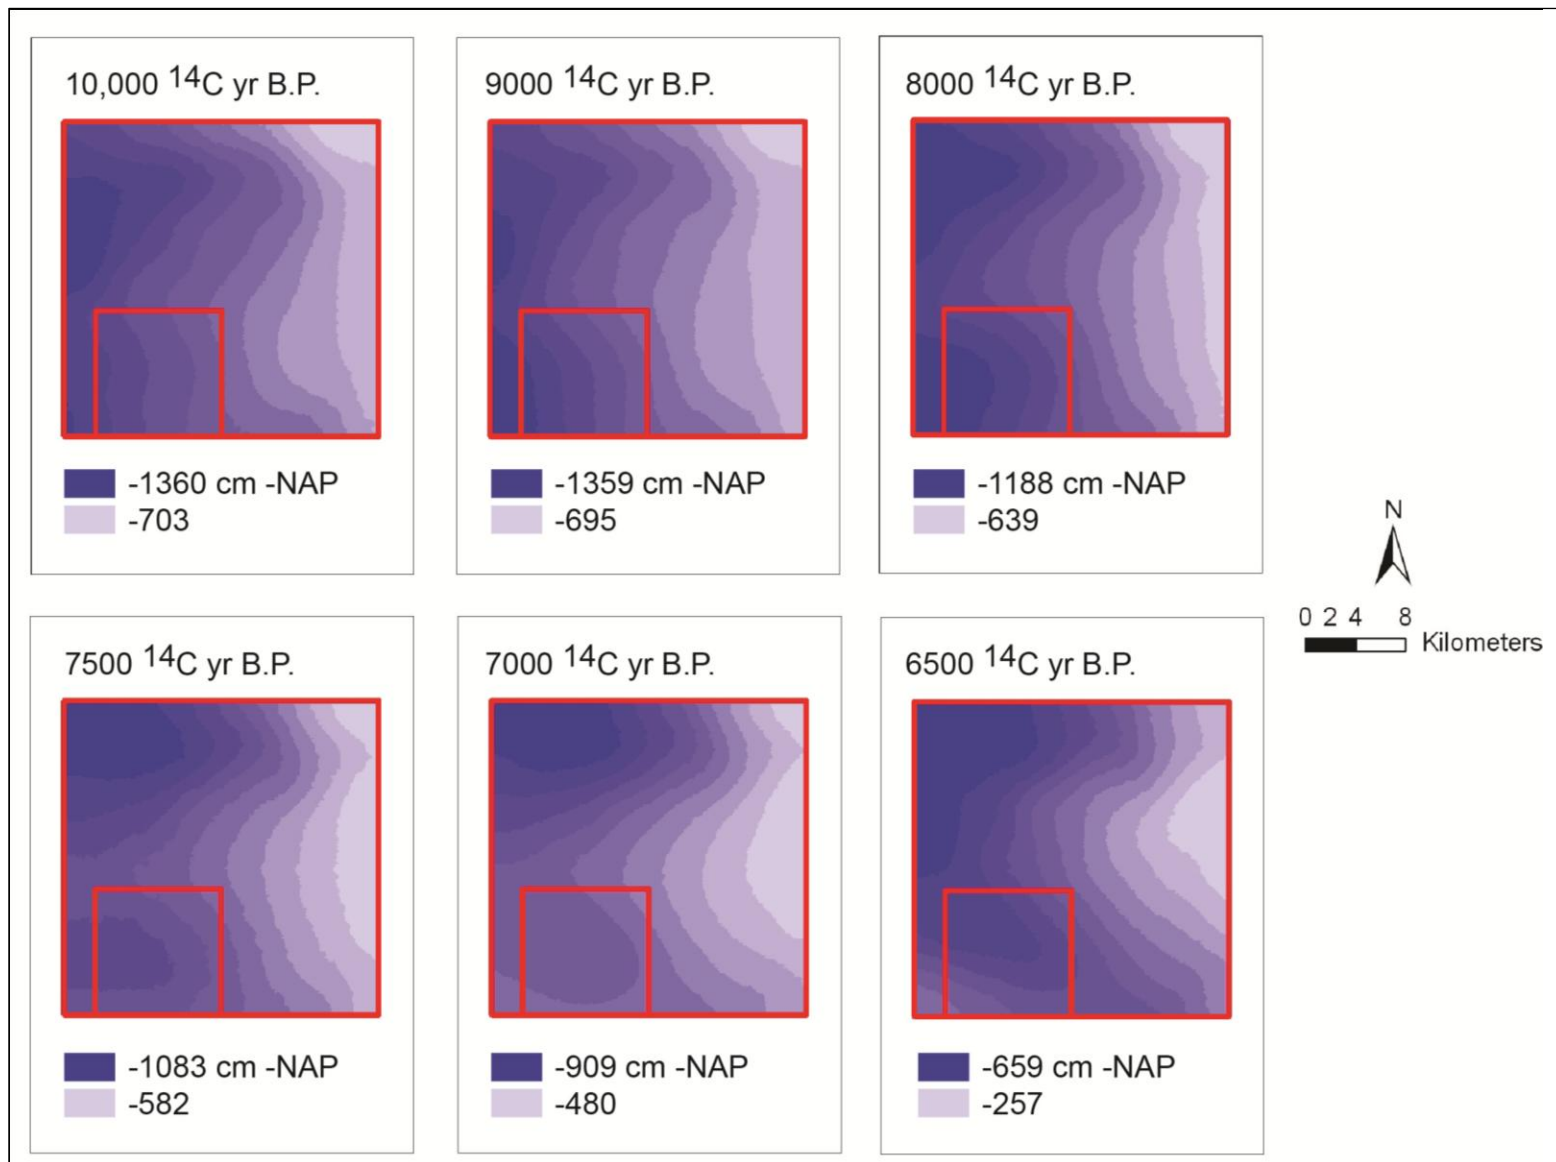 10,000 14C yr B.P.
-1360 cm -NAP
-703
9000 14C yr B.P.
-1359 cm -NAP
-695
8000 14C yr B.P.
-1188 cm -NAP
-639
N
0 2 4 8
Kilometers
7500 14C yr B.P.
-1083 cm -NAP
-582
7000 14C yr B.P.
-909 cm -NAP
-480
6500 14C yr B.P.
-659 cm -NAP
-257